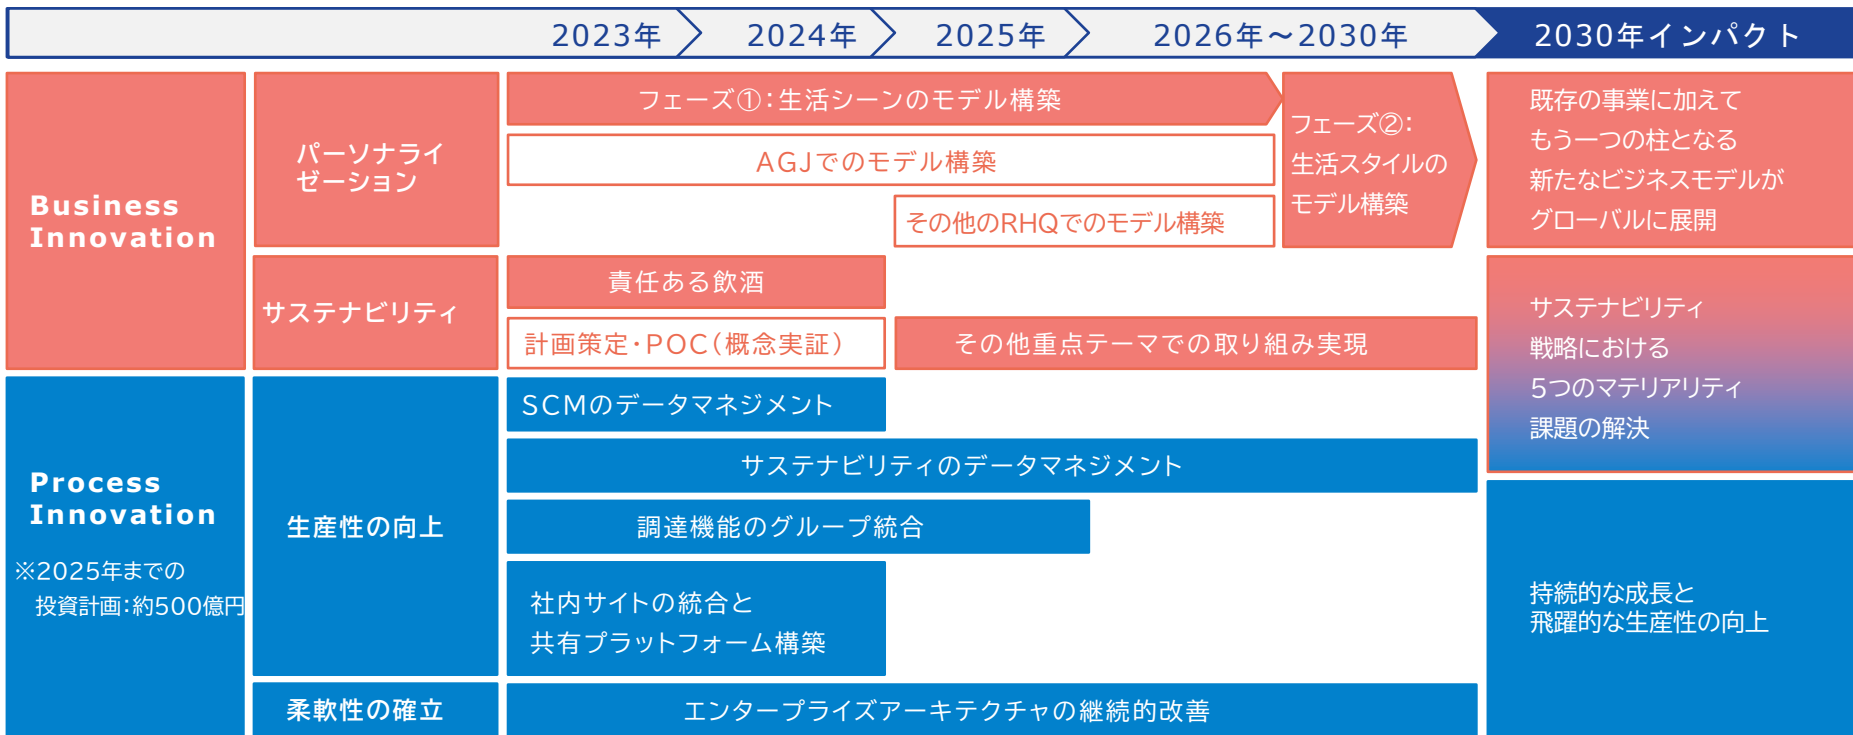 2023年
2024年
2025年
2026年～2030年
2030年インパクト
Business
Innovation
パーソナライ
ゼーション
フェーズ①：生活シーンのモデル構築
AGJでのモデル構築
その他のRHQでのモデル構築
フェーズ②：
生活スタイルの
モデル構築
既存の事業に加えて
もう一つの柱となる
新たなビジネスモデルが
グローバルに展開
サステナビリティ
責任ある飲酒
計画策定・POC（概念実証）
その他重点テーマでの取り組み実現
サステナビリティ
戦略における
5つのマテリアリティ
課題の解決
Process
Innovation
※2025年までの
投資計画：約500億円
生産性の向上
SCMのデータマネジメント
サステナビリティのデータマネジメント
調達機能のグループ統合
社内サイトの統合と
共有プラットフォーム構築
持続的な成長と
飛躍的な生産性の向上
柔軟性の確立
エンタープライズアーキテクチャの継続的改善